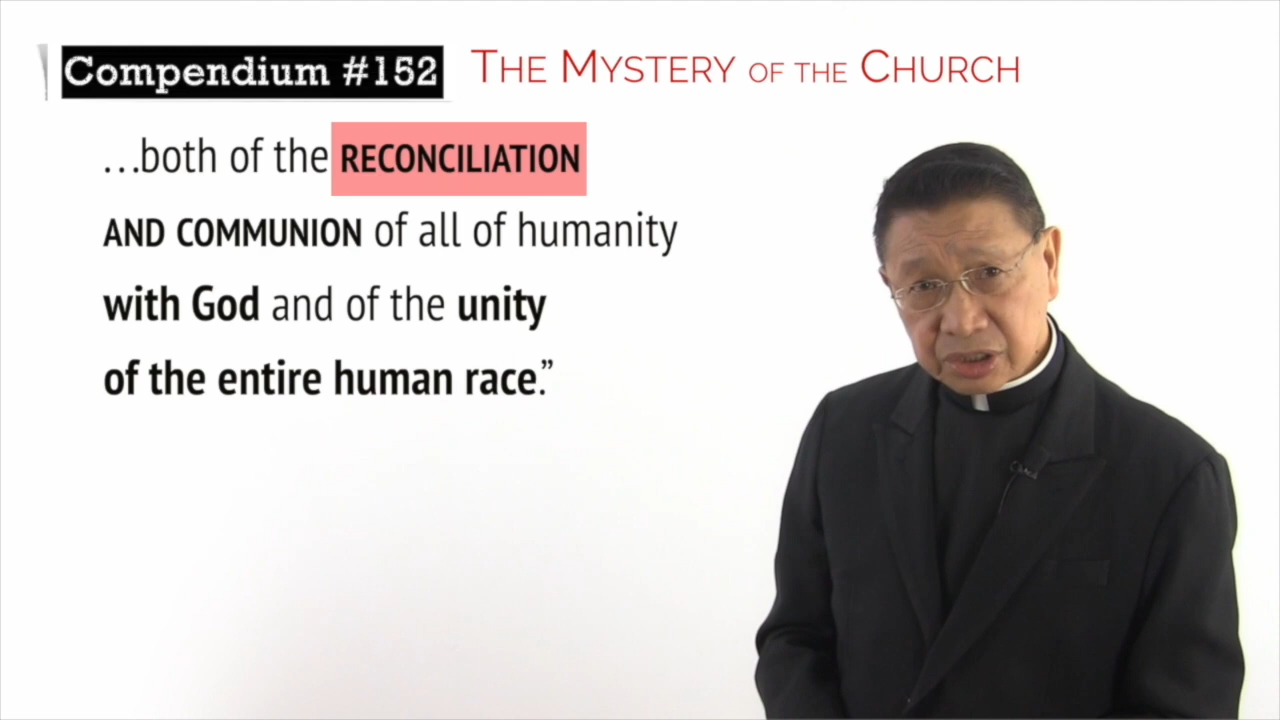 Compendium #152
THE MYSTERY OF THE CHURCH
...both of the RECONCILIATION
AND COMMUNION of all of humanity
with God and of the unity
of the entire human race.”